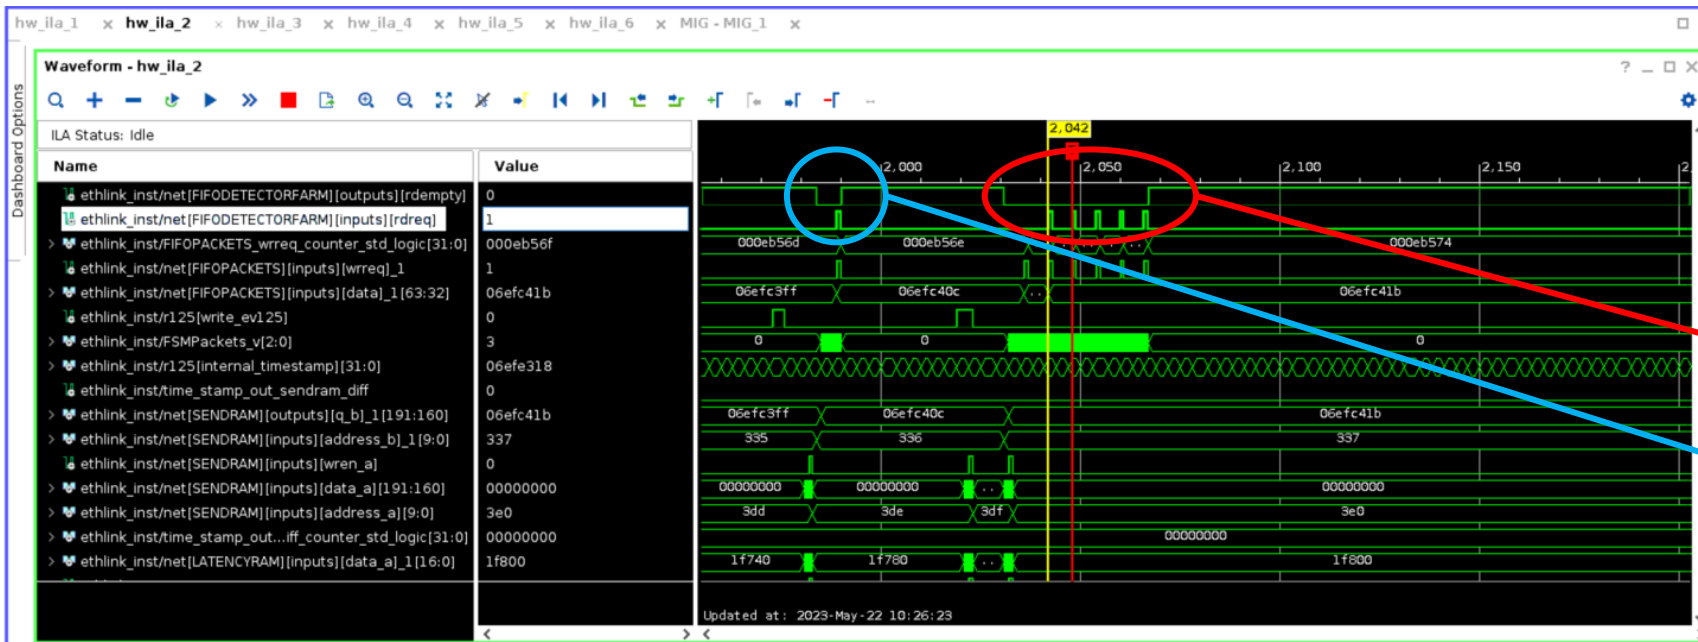 hw_ila_1 × hw_ila_2 × hw_ila_3 × hw_ila_4 × hw_ila_5 × hw_ila_6 × MIG - MIG_1 ×
Dashboard Options
Waveform - hw_ila_2
ILA Status: Idle
2,042
Name Value
2,000 2,050 2,100 2,150 2
ethlink_inst/net[FIFODETECTORFARM][outputs][rdempty] 0
ethlink_inst/net[FIFODETECTORFARM][inputs][rdreq] 1
ethlink_inst/FIFOPACKETS_wrreq_counter_std_logic[31:0] 000eb56f 000eb56d 000eb56e .. 000eb574
ethlink_inst/net[FIFOPACKETS][inputs][wrreq]_1 1
ethlink_inst/net[FIFOPACKETS][inputs][data]_1[63:32] 06efc41b 06efc3ff 06efc40c .. 06efc41b
ethlink_inst/r125[write_ev125] 0
ethlink_inst/FSMPackets_v[2:0] 3 0 0 0
ethlink_inst/r125[internal_timestamp][31:0] 06efe318
ethlink_inst/time_stamp_out_sendram_diff 0
ethlink_inst/net[SENDRAM][outputs][q_b]_1[191:160] 06efc41b 06efc3ff 06efc40c 06efc41b
ethlink_inst/net[SENDRAM][inputs][address_b]_1[9:0] 337 335 336 337
ethlink_inst/net[SENDRAM][inputs][wren_a] 0
ethlink_inst/net[SENDRAM][inputs][data_a][191:160] 00000000 00000000 00000000 .. 00000000
ethlink_inst/net[SENDRAM][inputs][address_a][9:0] 3e0 3dd 3de 3df 3e0
ethlink_inst/time_stamp_out...iff_counter_std_logic[31:0] 00000000 00000000
ethlink_inst/net[LATENCYRAM][inputs][data_a]_1[16:0] 1f800 1f740 1f780 .. 1f800
Updated at: 2023-May-22 10:26:23